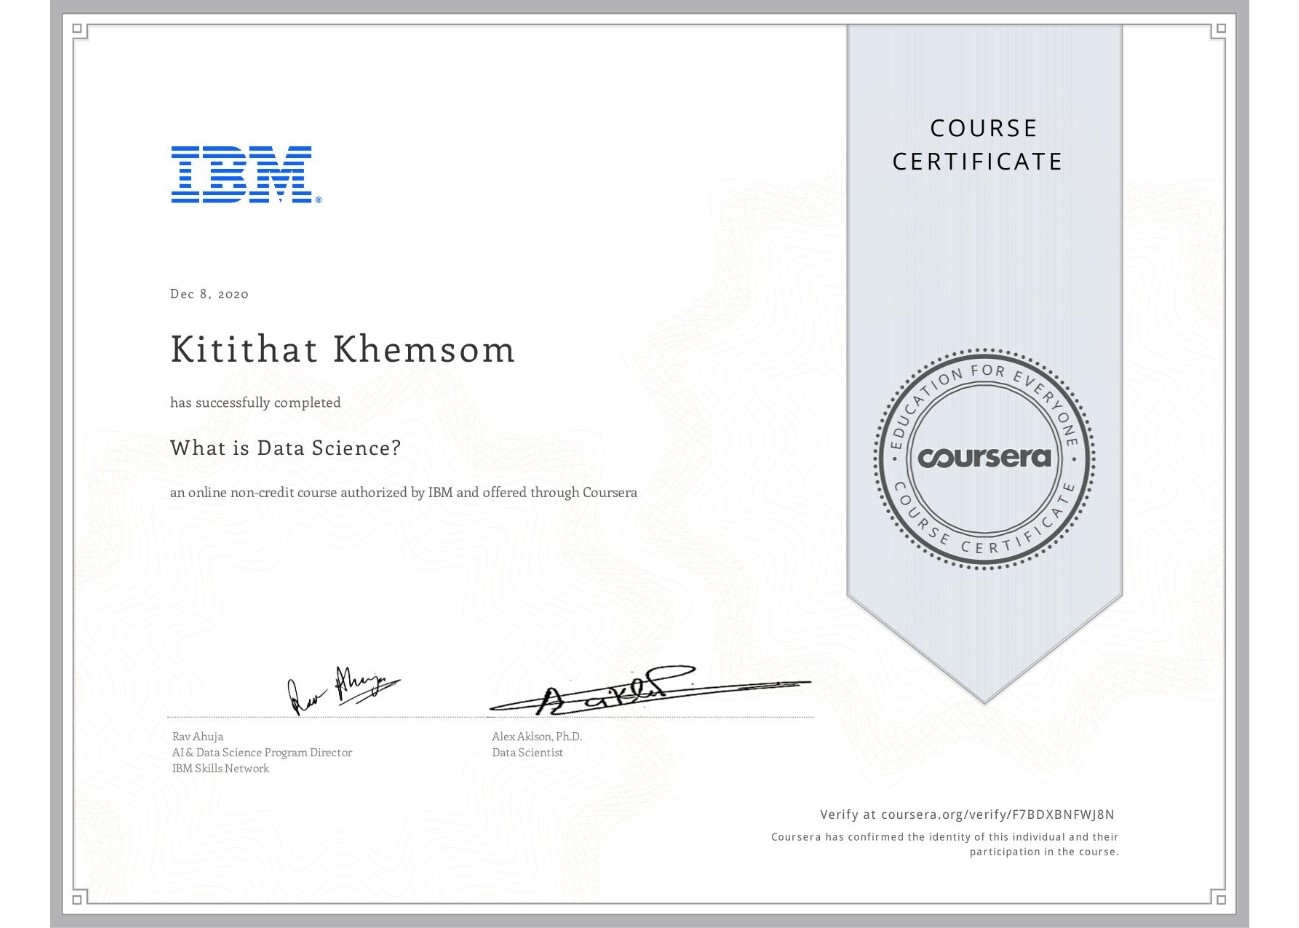 IBM®
Dec 8, 2020
Kitithat Khemsom
has successfully completed
What is Data Science?
an online non-credit course authorized by IBM and offered through Coursera
COURSE
CERTIFICATE
EDUCATION FOR EVERYONE
coursera
COURSE CERTIFICATE
Rav Ahuja
Rav Ahuja
AI & Data Science Program Director
IBM Skills Network
Alex Aklson, Ph.D.
Data Scientist
Verify at coursera.org/verify/F7BDXBNFWJ8N
Coursera has confirmed the identity of this individual and their
participation in the course.